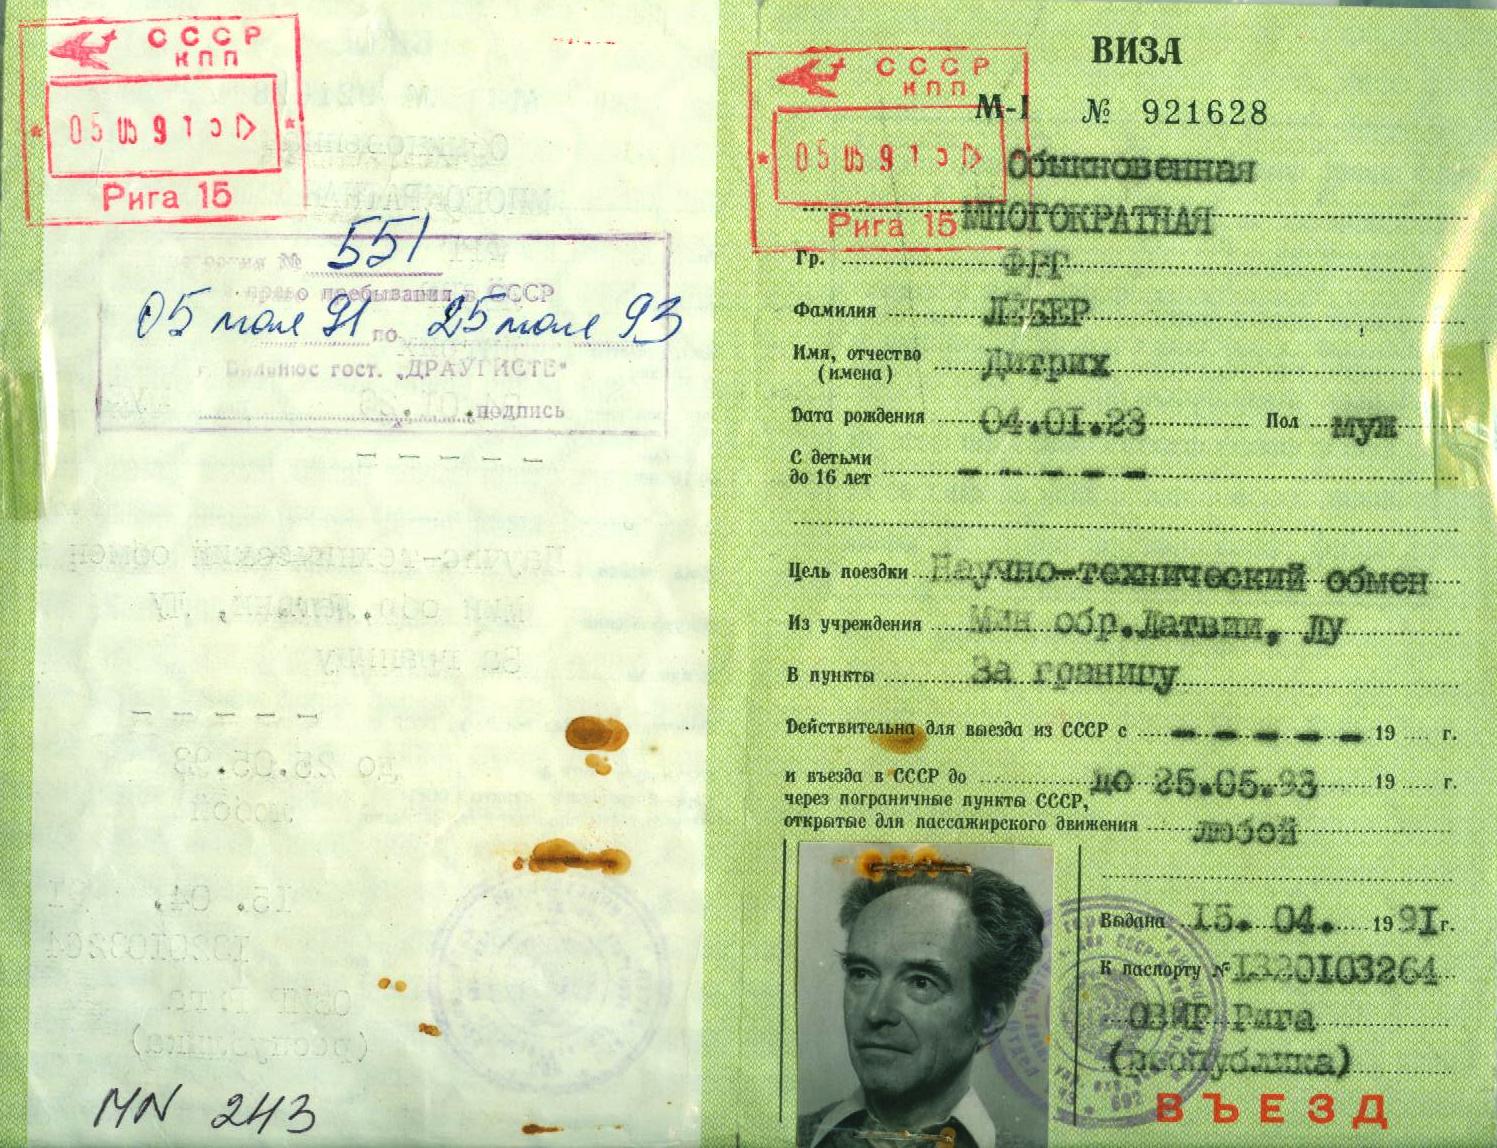 СССР
КПП
05 05 91
Рига 15
№ 551
право пребывания в СССР
05 мая 91 по 25 мая 93
г. Вильнюс гост. „ДРАУГИСТЕ"
подпись
MN 243
ВИЗА
М-I № 921628
СССР
КПП
05 05 91
Рига 15
Обыкновенная
МНОГОКРАТНАЯ
Гр. ФРГ
Фамилия ЛЁБЕР
Имя, отчество
(имена) Дитрих
Дата рождения 04.01.23 Пол муж
С детьми
до 16 лет - - - - -
Цель поездки Научно-технический обмен
Из учреждения Мин обр.Латвии, ЛУ
В пункты За границу
Действительна для выезда из СССР с - - - - - 19 г.
и въезда в СССР до до 25.05.93 19 г.
через пограничные пункты СССР,
открытые для пассажирского движения любой
Выдана 15. 04. 1991г.
К паспорту № 1320103264
ОВИР Рига
(республика)
ВЪЕЗД